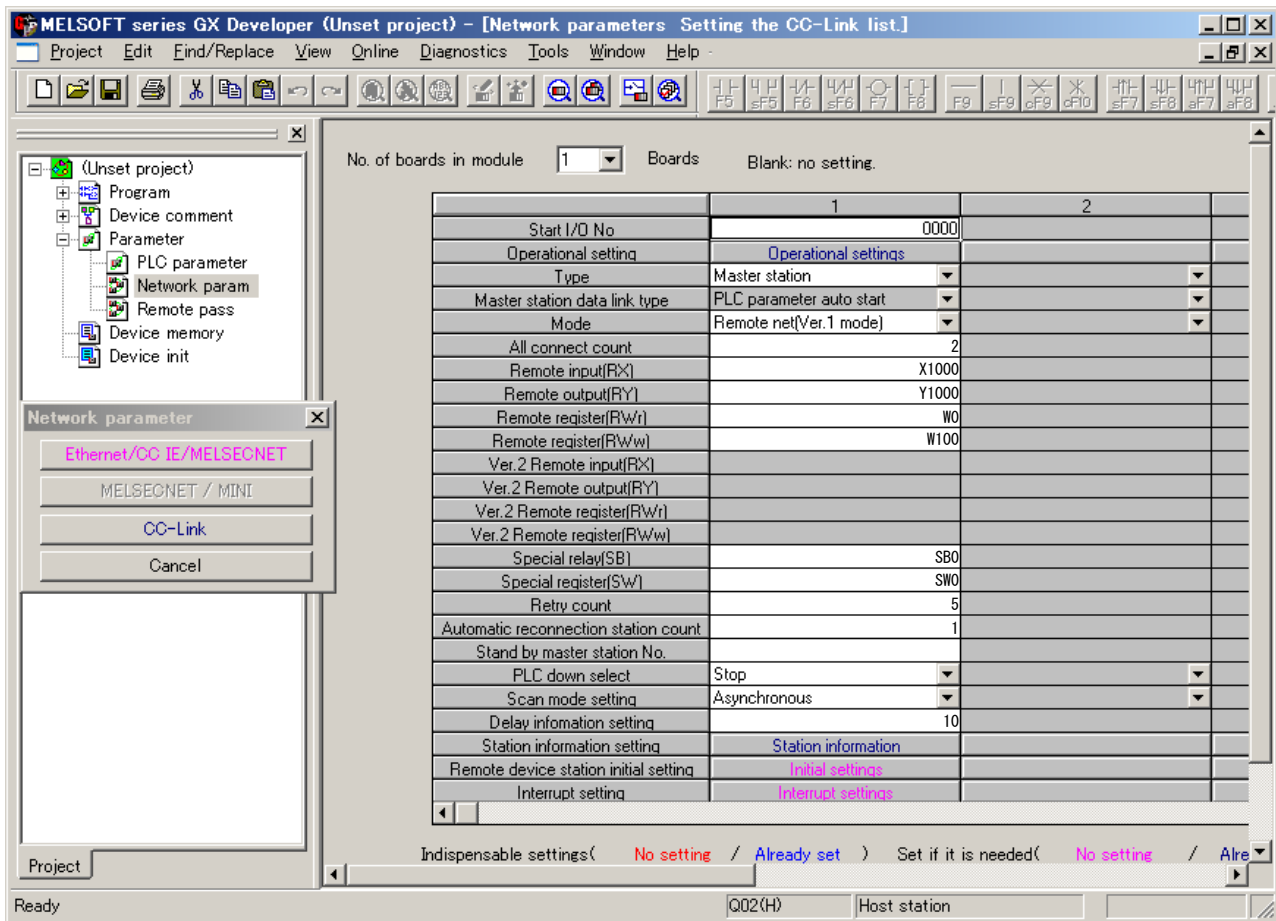 MELSOFT series GX Developer (Unset project) - [Network parameters Setting the CC-Link list.]
Project Edit Find/Replace View Online Diagnostics Tools Window Help
F5 sF5 F6 sF6 F7 F8 F9 sF9 cF9 cF10 sF7 sF8 aF7 aF8
(Unset project)
Program
Device comment
Parameter
PLC parameter
Network param
Remote pass
Device memory
Device init
Network parameter
Ethernet/CC IE/MELSECNET
MELSECNET / MINI
CC-Link
Cancel
Project
No. of boards in module 1 Boards Blank: no setting.
1 2
Start I/O No 0000
Operational setting Operational settings
Type Master station
Master station data link type PLC parameter auto start
Mode Remote net(Ver.1 mode)
All connect count 2
Remote input(RX) X1000
Remote output(RY) Y1000
Remote register(RWr) W0
Remote register(RWw) W100
Ver.2 Remote input(RX)
Ver.2 Remote output(RY)
Ver.2 Remote register(RWr)
Ver.2 Remote register(RWw)
Special relay(SB) SB0
Special register(SW) SW0
Retry count 5
Automatic reconnection station count 1
Stand by master station No.
PLC down select Stop
Scan mode setting Asynchronous
Delay infomation setting 10
Station information setting Station information
Remote device station initial setting Initial settings
Interrupt setting Interrupt settings
Indispensable settings( No setting / Already set ) Set if it is needed( No setting / Alre
Ready Q02(H) Host station